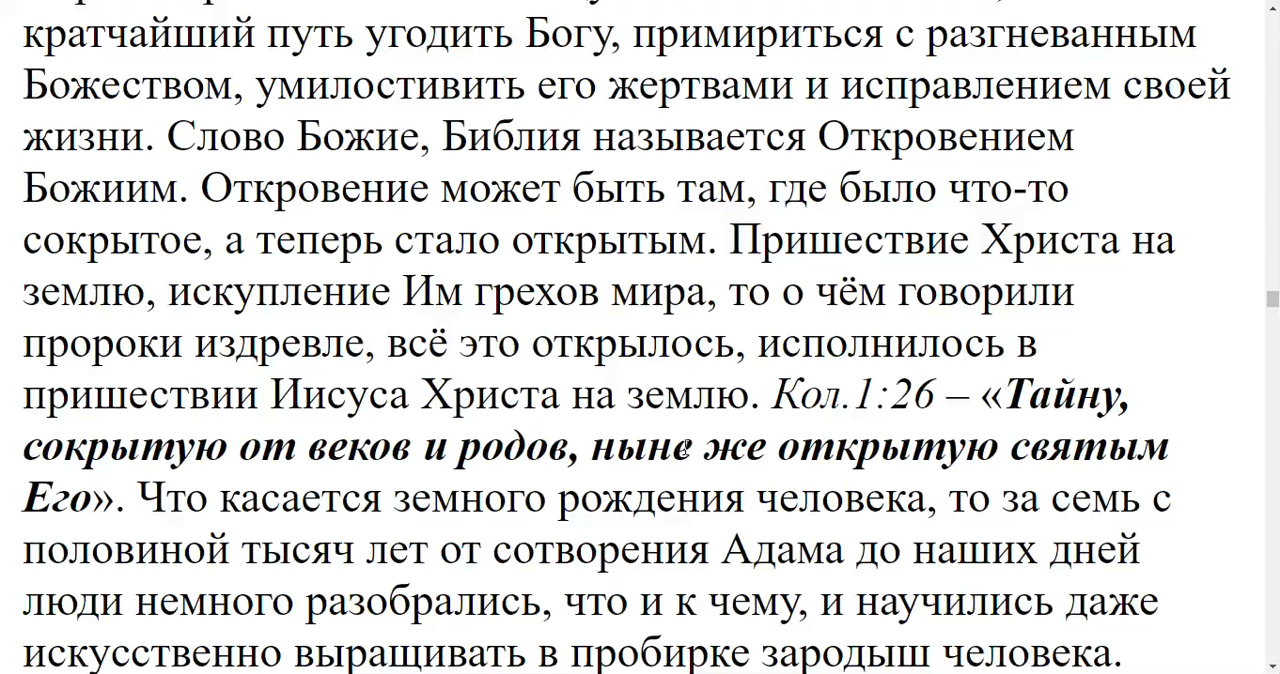 кратчайший путь угодить Богу, примириться с разгневанным
Божеством, умилостивить его жертвами и исправлением своей
жизни. Слово Божие, Библия называется Откровением
Божиим. Откровение может быть там, где было что-то
сокрытое, а теперь стало открытым. Пришествие Христа на
землю, искупление Им грехов мира, то о чём говорили
пророки издревле, всё это открылось, исполнилось в
пришествии Иисуса Христа на землю. Кол.1:26 – «Тайну,
сокрытую от веков и родов, ныне же открытую святым
Его». Что касается земного рождения человека, то за семь с
половиной тысяч лет от сотворения Адама до наших дней
люди немного разобрались, что и к чему, и научились даже
искусственно выращивать в пробирке зародыш человека.